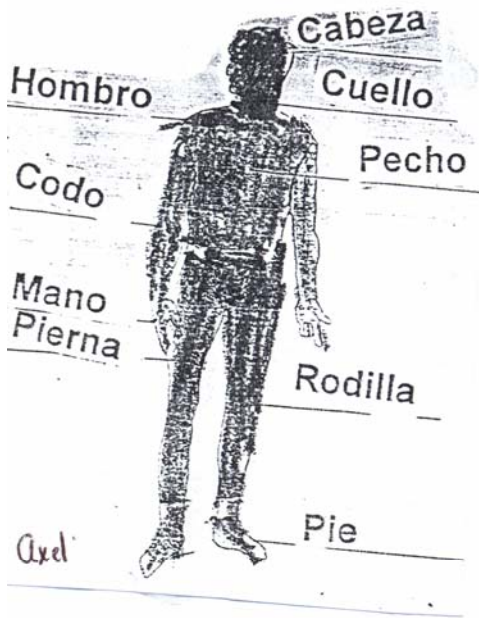 Cabeza
Hombro
Cuello
Pecho
Codo
Mano
Pierna
Rodilla
Pie
axel